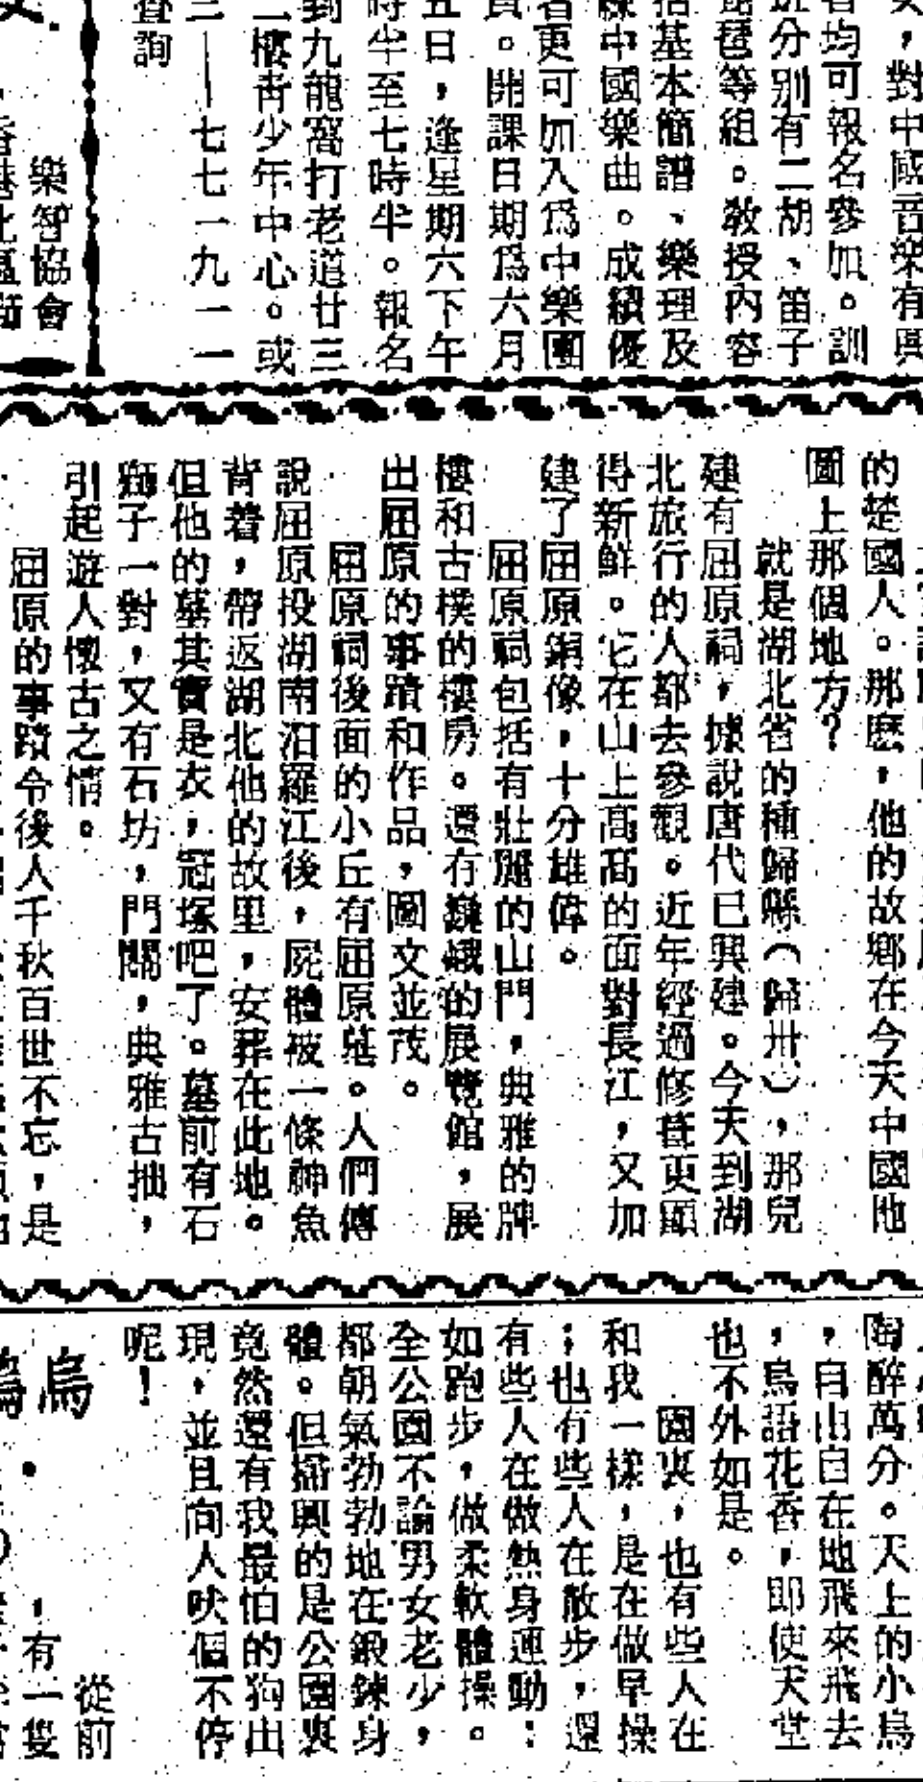 對中國音樂有興
者均可報名參加。訓
班分別有二胡、笛子
琵琶等組。教授內容
括基本簡譜、樂理及
練中國樂曲。成績優
者更可加入爲中樂團
員。開課日期爲六月
五日，逢星期六下午
時半至七時半。報名
到九龍窩打老道廿三
二樓青少年中心。或
三——七七一九一一
查詢
樂智協會
的楚國人。那麽，他的故鄉在今天中國地
圖上那個地方？
就是湖北省的種歸縣（歸卅），那兒
建有屈原祠，據說唐代已興建。今天到湖
北旅行的人都去參觀。近年經過修葺更顯
得新鮮。它在山上高高的面對長江，又加
建了屈原銅像，十分雄偉。
屈原祠包括有壯麗的山門，典雅的牌
樓和古樸的樓房。還有巍峨的展覽館，展
出屈原的事蹟和作品，圖文並茂。
屈原祠後面的小丘有屈原墓。人們傳
說屈原投湖南汨羅江後，屍體被一條神魚
背着，帶返湖北他的故里，安葬在此地。
但他的墓其實是衣，冠塚吧了。墓前有石
獅子一對，又有石坊，門闕，典雅古拙，
引起遊人懷古之情。
屈原的事蹟令後人千秋百世不忘，是
陶醉萬分。天上的小鳥
，自由自在地飛來飛去
，鳥語花香，即使天堂
也不外如是。
園裏，也有些人在
和我一樣，是在做早操
；也有些人在散步，還
有些人在做熱身運動：
如跑步，做柔軟體操。
全公園不論男女老少，
都朝氣勃勃地在鍛鍊身
體。但掃興的是公園裏
竟然還有我最怕的狗出
現，並且向人吠個不停
呢！
從前
，有一隻